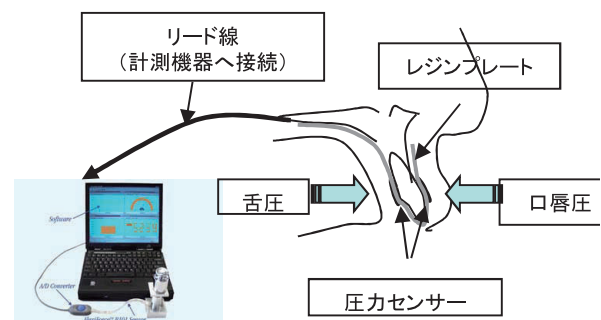 リード線
(計測機器へ接続)
レジンプレート
舌圧
口唇圧
圧力センサー
Software
A/D Converter